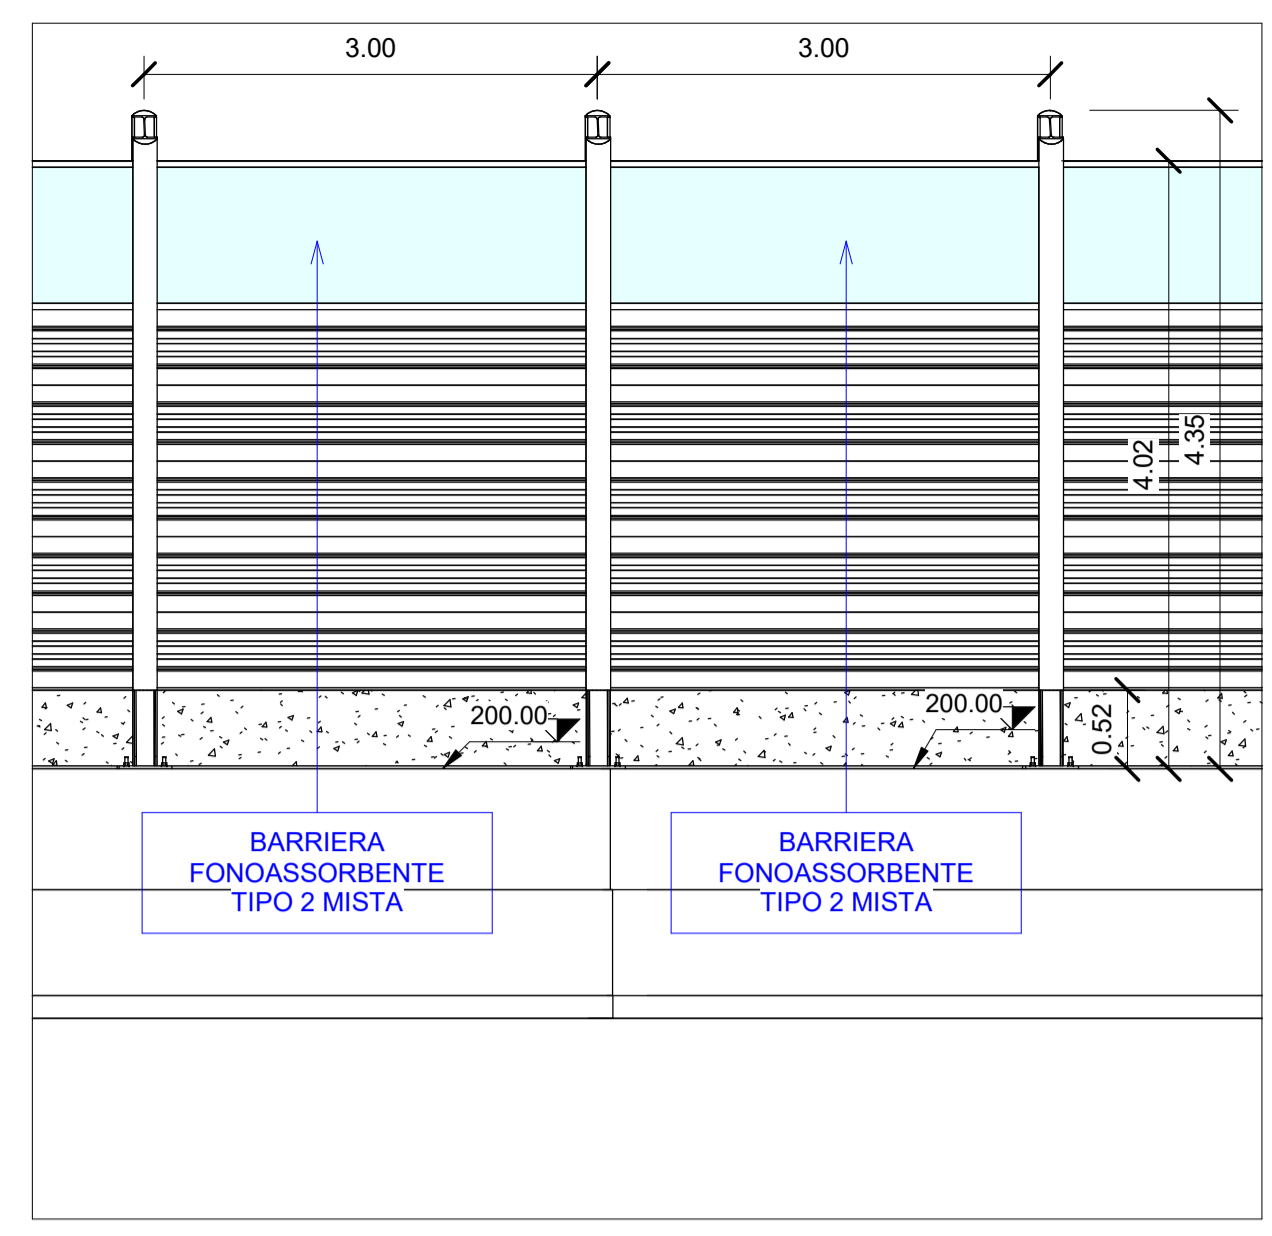 3.00
3.00
4.35
4.02
200.00
200.00
0.52
BARRIERA
FONOASSORBENTE
TIPO 2 MISTA
BARRIERA
FONOASSORBENTE
TIPO 2 MISTA